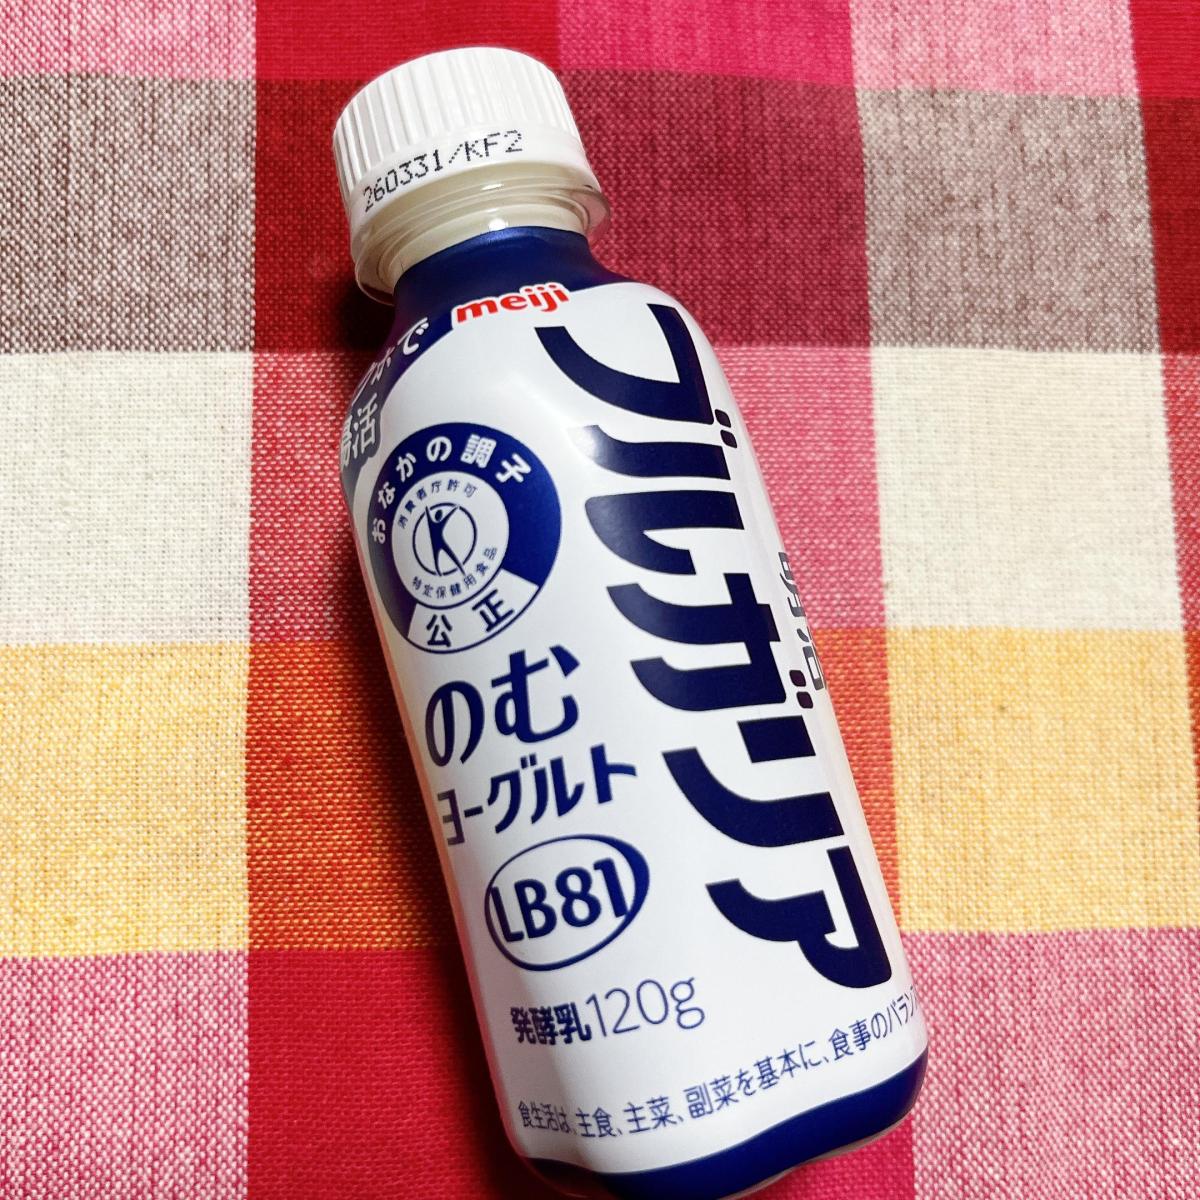 260331/KF2
meiji
で
活
おなかの調子
消費者庁許可
特定保健用食品
公正
明治
ブルガリア
のむ
ヨーグルト
LB81
発酵乳120g
食生活は、主食、主菜、副菜を基本に、食事のバラン